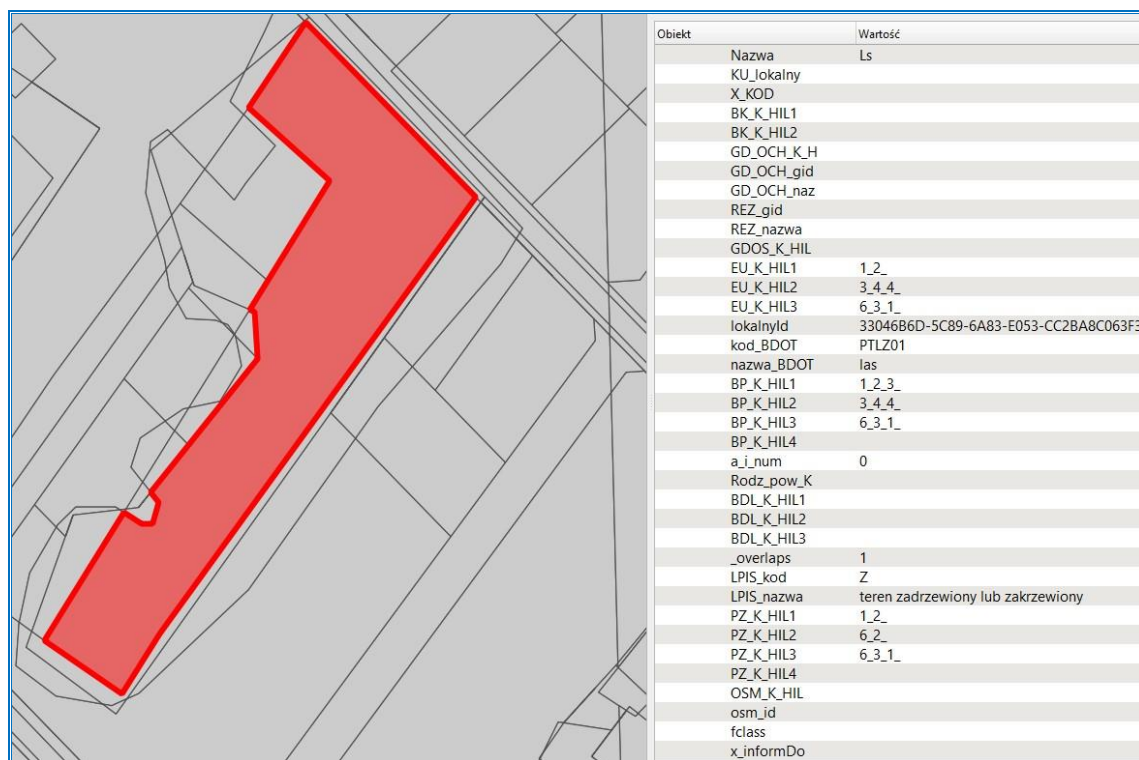 Obiekt Wartość
Nazwa Ls
KU_lokalny
X_KOD
BK_K_HIL1
BK_K_HIL2
GD_OCH_K_H
GD_OCH_gid
GD_OCH_naz
REZ_gid
REZ_nazwa
GDOS_K_HIL
EU_K_HIL1 1_2_
EU_K_HIL2 3_4_4_
EU_K_HIL3 6_3_1_
lokalnyId 33046B6D-5C89-6A83-E053-CC2BA8C063F3
kod_BDOT PTLZ01
nazwa_BDOT las
BP_K_HIL1 1_2_3_
BP_K_HIL2 3_4_4_
BP_K_HIL3 6_3_1_
BP_K_HIL4
a_i_num 0
Rodz_pow_K
BDL_K_HIL1
BDL_K_HIL2
BDL_K_HIL3
_overlaps 1
LPIS_kod Z
LPIS_nazwa teren zadrzewiony lub zakrzewiony
PZ_K_HIL1 1_2_
PZ_K_HIL2 6_2_
PZ_K_HIL3 6_3_1_
PZ_K_HIL4
OSM_K_HIL
osm_id
fclass
x_informDo